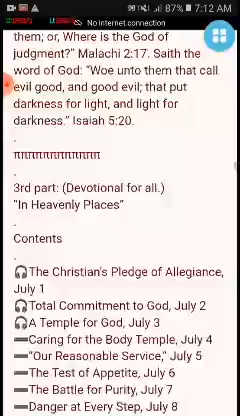 87% 7:12 AM
No internet connection
them; or, Where is the God of
judgment?" Malachi 2:17. Saith the
word of God: "Woe unto them that call
evil good, and good evil; that put
darkness for light, and light for
darkness." Isaiah 5:20.
.
.
3rd part: (Devotional for all.)
"In Heavenly Places"
.
Contents
.
🎧The Christian's Pledge of Allegiance,
July 1
🎧Total Commitment to God, July 2
🎧A Temple for God, July 3
➖Caring for the Body Temple, July 4
➖"Our Reasonable Service," July 5
➖The Test of Appetite, July 6
➖The Battle for Purity, July 7
➖Danger at Every Step, July 8